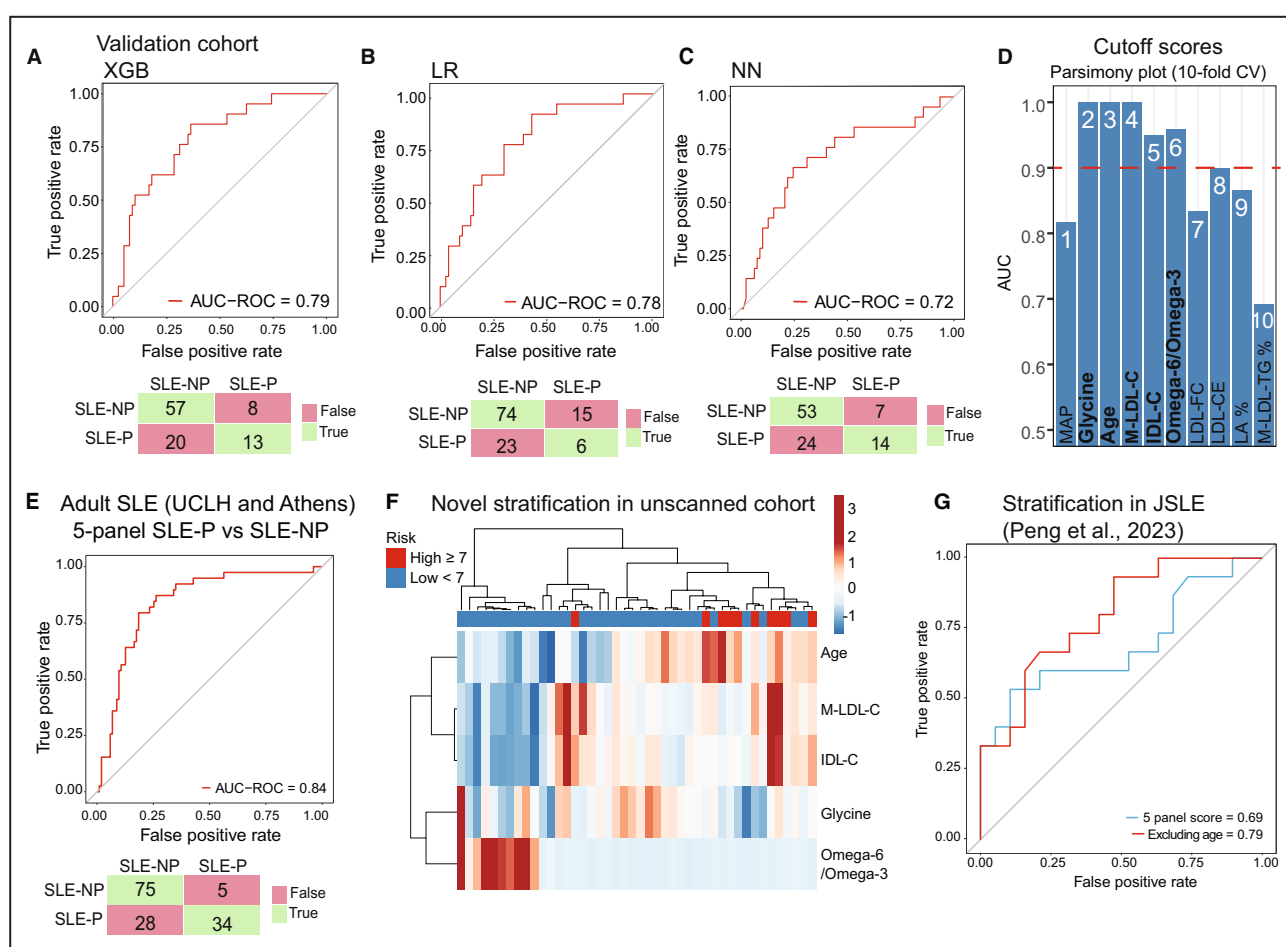 A
Validation cohort
XGB
True positive rate
1.00
0.75
0.50
0.25
0.00
AUC−ROC = 0.79
0.00 0.25 0.50 0.75 1.00
False positive rate
SLE-NP SLE-P
SLE-NP 57 8
SLE-P 20 13
False
True
B
LR
True positive rate
1.00
0.75
0.50
0.25
0.00
AUC−ROC = 0.78
0.00 0.25 0.50 0.75 1.00
False positive rate
SLE-NP SLE-P
SLE-NP 74 15
SLE-P 23 6
False
True
C
NN
True positive rate
1.00
0.75
0.50
0.25
0.00
AUC−ROC = 0.72
0.00 0.25 0.50 0.75 1.00
False positive rate
SLE-NP SLE-P
SLE-NP 53 7
SLE-P 24 14
False
True
D
Cutoff scores
Parsimony plot (10-fold CV)
AUC
1.0
0.9
0.8
0.7
0.6
0.5
1
2
3
4
5
6
7
8
9
10
MAP
Glycine
Age
M-LDL-C
IDL-C
Omega-6/Omega-3
LDL-FC
LDL-CE
LA %
M-LDL-TG %
E
Adult SLE (UCLH and Athens)
5-panel SLE-P vs SLE-NP
True positive rate
1.00
0.75
0.50
0.25
0.00
AUC−ROC = 0.84
0.00 0.25 0.50 0.75 1.00
False positive rate
SLE-NP SLE-P
SLE-NP 75 5
SLE-P 28 34
False
True
F
Novel stratification in unscanned cohort
Risk
High ≥ 7
Low < 7
3
2
1
0
-1
Age
M-LDL-C
IDL-C
Glycine
Omega-6
/Omega-3
G
Stratification in JSLE
(Peng et al., 2023)
True positive rate
1.00
0.75
0.50
0.25
0.00
5 panel score = 0.69
Excluding age = 0.79
0.00 0.25 0.50 0.75 1.00
False positive rate